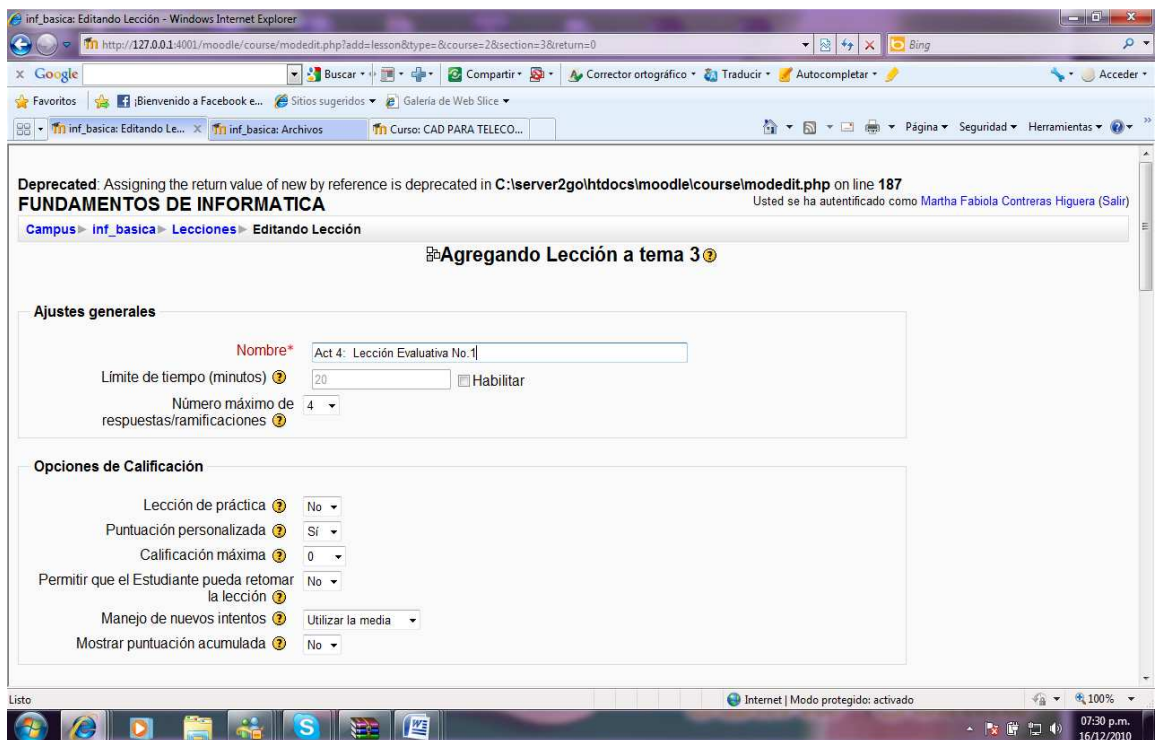 inf_basica: Editando Lección - Windows Internet Explorer
http://127.0.0.1:4001/moodle/course/modedit.php?add=lesson&type=&course=2&section=3&return=0
Bing
x Google Buscar Compartir Corrector ortográfico Traducir Autocompletar Acceder
Favoritos ¡Bienvenido a Facebook e... Sitios sugeridos Galería de Web Slice
inf_basica: Editando Le... X inf_basica: Archivos Curso: CAD PARA TELECO... Página Seguridad Herramientas
Deprecated: Assigning the return value of new by reference is deprecated in C:\server2go\htdocs\moodle\course\modedit.php on line 187
FUNDAMENTOS DE INFORMATICA Usted se ha autentificado como Martha Fabiola Contreras Higuera (Salir)
Campus ► inf_basica ► Lecciones ► Editando Lección
Agregando Lección a tema 3
Ajustes generales
Nombre* Act 4: Lección Evaluativa No.1
Límite de tiempo (minutos) 20 Habilitar
Número máximo de 4
respuestas/ramificaciones
Opciones de Calificación
Lección de práctica No
Puntuación personalizada Sí
Calificación máxima 0
Permitir que el Estudiante pueda retomar No
la lección
Manejo de nuevos intentos Utilizar la media
Mostrar puntuación acumulada No
Listo Internet | Modo protegido: activado 100%
07:30 p.m.
16/12/2010